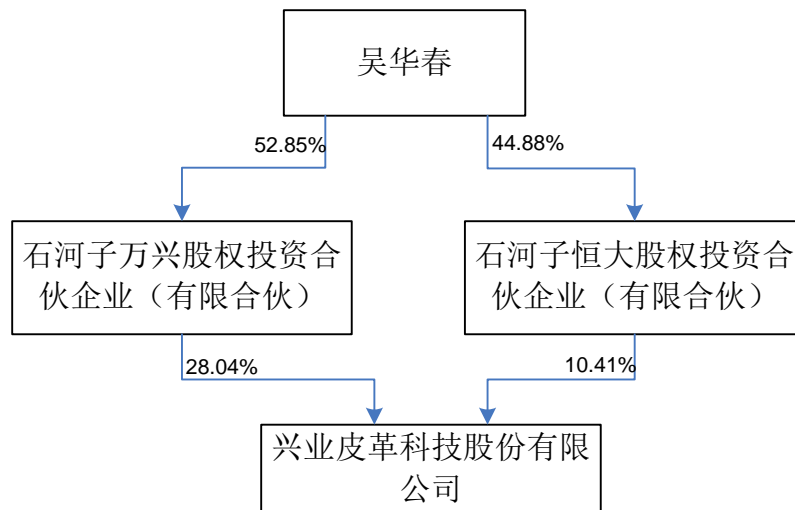 吴华春
52.85%
44.88%
石河子万兴股权投资合
伙企业（有限合伙）
石河子恒大股权投资合
伙企业（有限合伙）
28.04%
10.41%
兴业皮革科技股份有限
公司